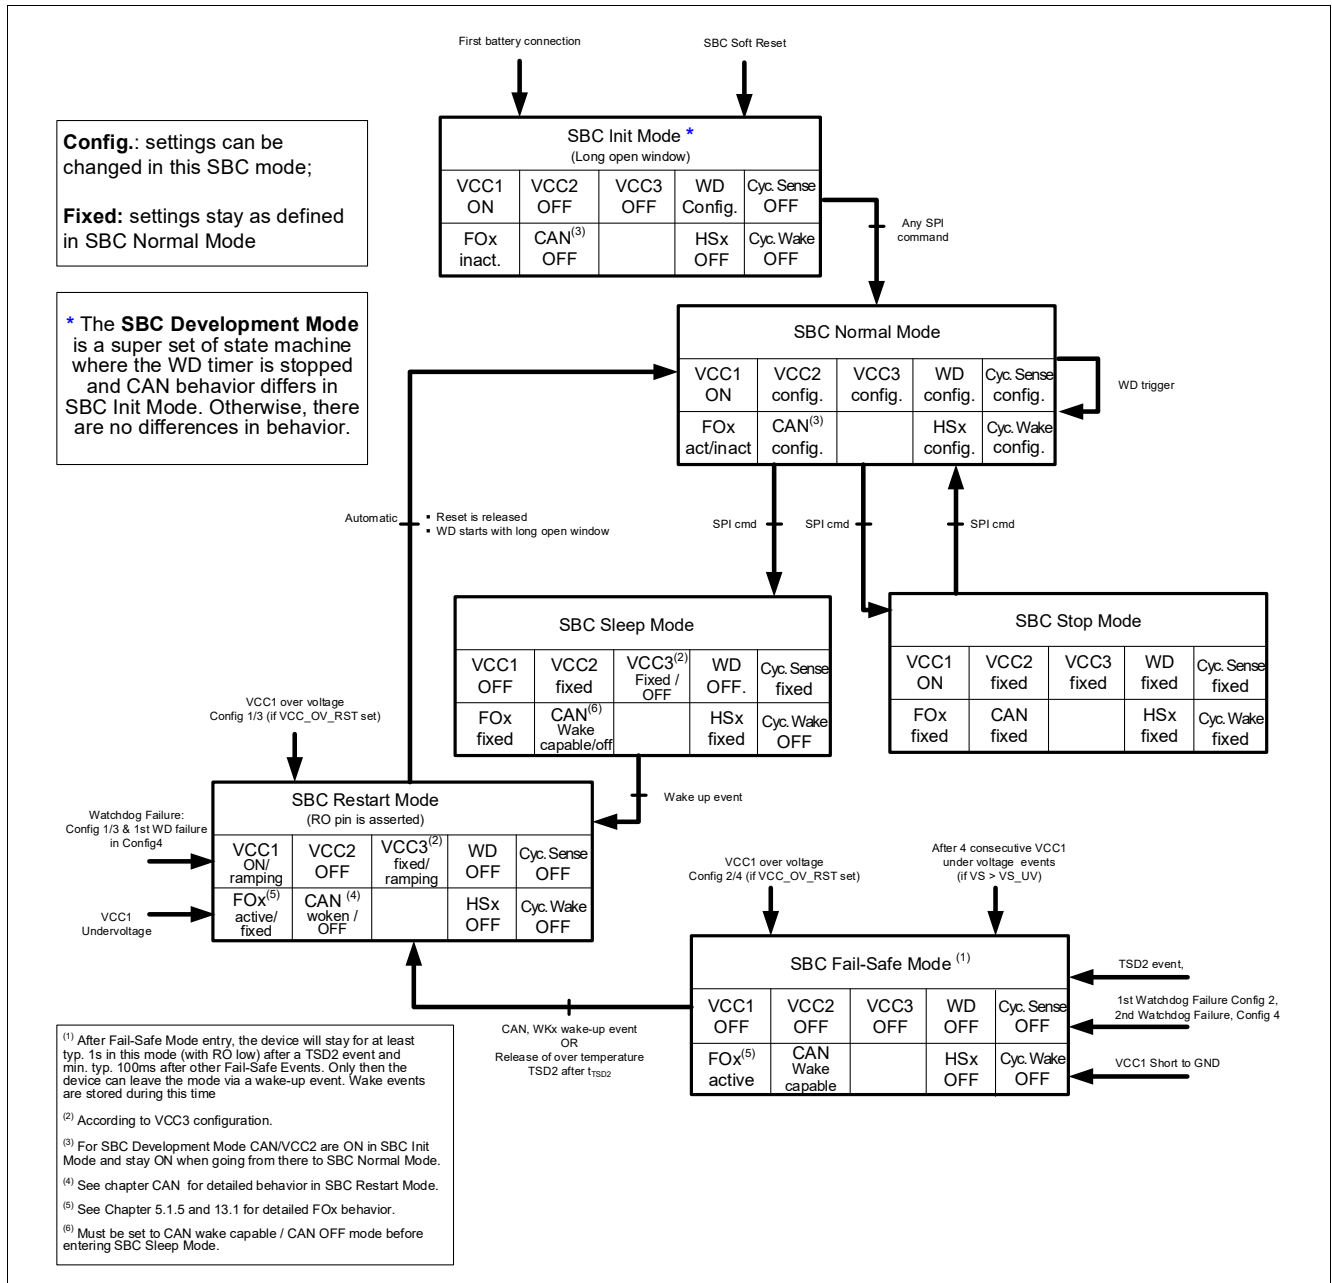 First battery connection
SBC Soft Reset
Config.: settings can be
changed in this SBC mode;
Fixed: settings stay as defined
in SBC Normal Mode
* The SBC Development Mode
is a super set of state machine
where the WD timer is stopped
and CAN behavior differs in
SBC Init Mode. Otherwise, there
are no differences in behavior.
SBC Init Mode *
(Long open window)
VCC1
ON
VCC2
OFF
VCC3
OFF
WD
Config.
Cyc. Sense
OFF
FOx
inact.
CAN(3)
OFF
HSx
OFF
Cyc. Wake
OFF
Any SPI
command
SBC Normal Mode
VCC1
ON
VCC2
config.
VCC3
config.
WD
config.
Cyc. Sense
config.
FOx
act/inact
CAN(3)
config.
HSx
config.
Cyc. Wake
config.
WD trigger
Automatic
▪ Reset is released
▪ WD starts with long open window
SPI cmd
SPI cmd
SPI cmd
SBC Sleep Mode
VCC1
OFF
VCC2
fixed
VCC3(2)
Fixed /
OFF
WD
OFF.
Cyc. Sense
fixed
FOx
fixed
CAN(6)
Wake
capable/off
HSx
fixed
Cyc. Wake
OFF
SBC Stop Mode
VCC1
ON
VCC2
fixed
VCC3
fixed
WD
fixed
Cyc. Sense
fixed
FOx
fixed
CAN
fixed
HSx
fixed
Cyc. Wake
fixed
VCC1 over voltage
Config 1/3 (if VCC_OV_RST set)
Wake up event
Watchdog Failure:
Config 1/3 & 1st WD failure
in Config4
VCC1
Undervoltage
SBC Restart Mode
(RO pin is asserted)
VCC1
ON/
ramping
VCC2
OFF
VCC3(2)
fixed/
ramping
WD
OFF
Cyc. Sense
OFF
FOx(5)
active/
fixed
CAN (4)
woken /
OFF
HSx
OFF
Cyc. Wake
OFF
VCC1 over voltage
Config 2/4 (if VCC_OV_RST set)
After 4 consecutive VCC1
under voltage events
(if VS > VS_UV)
SBC Fail-Safe Mode (1)
VCC1
OFF
VCC2
OFF
VCC3
OFF
WD
OFF
Cyc. Sense
OFF
FOx(5)
active
CAN
Wake
capable
HSx
OFF
Cyc. Wake
OFF
TSD2 event,
1st Watchdog Failure Config 2,
2nd Watchdog Failure, Config 4
VCC1 Short to GND
CAN, WKx wake-up event
OR
Release of over temperature
TSD2 after tTSD2
(1) After Fail-Safe Mode entry, the device will stay for at least
typ. 1s in this mode (with RO low) after a TSD2 event and
min. typ. 100ms after other Fail-Safe Events. Only then the
device can leave the mode via a wake-up event. Wake events
are stored during this time
(2) According to VCC3 configuration.
(3) For SBC Development Mode CAN/VCC2 are ON in SBC Init
Mode and stay ON when going from there to SBC Normal Mode.
(4) See chapter CAN for detailed behavior in SBC Restart Mode.
(5) See Chapter 5.1.5 and 13.1 for detailed FOx behavior.
(6) Must be set to CAN wake capable / CAN OFF mode before
entering SBC Sleep Mode.